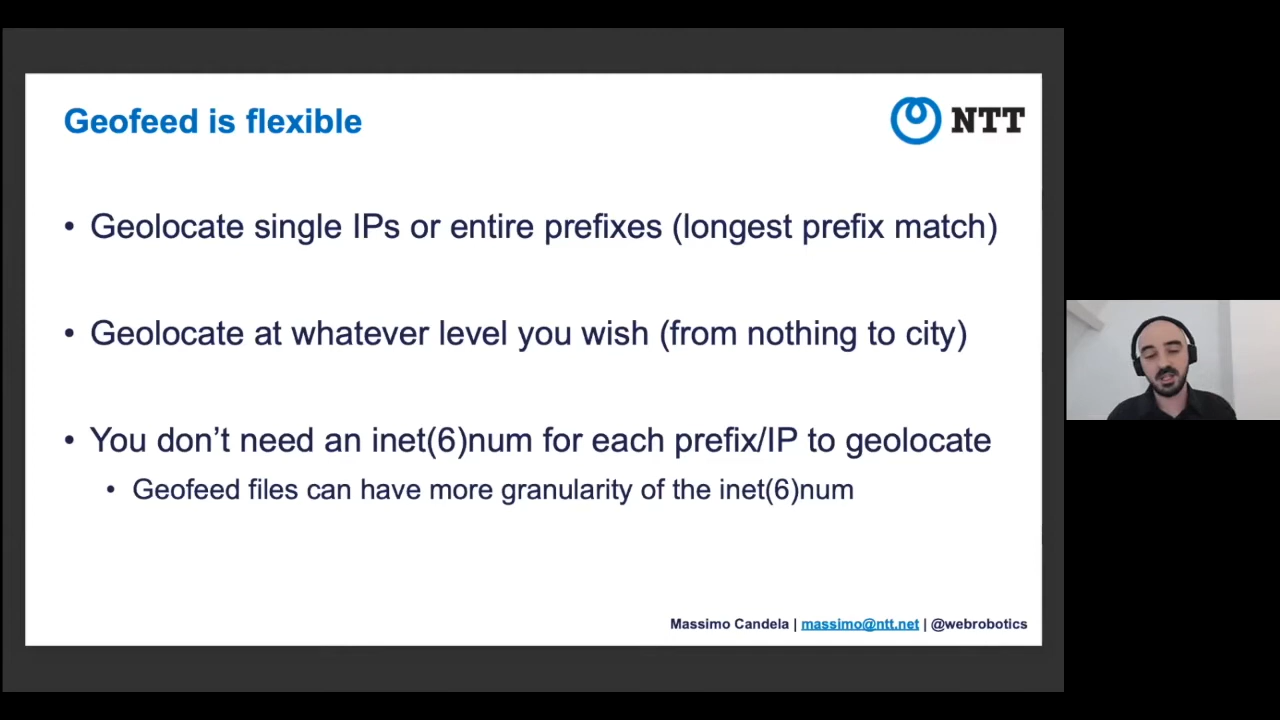 Geofeed is flexible
NTT
• Geolocate single IPs or entire prefixes (longest prefix match)
• Geolocate at whatever level you wish (from nothing to city)
• You don’t need an inet(6)num for each prefix/IP to geolocate
• Geofeed files can have more granularity of the inet(6)num
Massimo Candela | massimo@ntt.net | @webrobotics